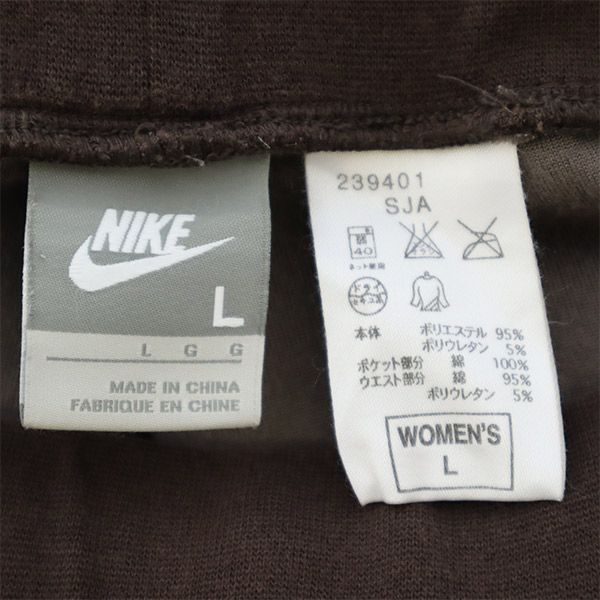 NIKE
L
L G G
MADE IN CHINA
FABRIQUE EN CHINE
239401
SJA
弱
40
ネット使用
ドライ
セキユ系
本体 ポリエステル 95%
ポリウレタン 5%
ポケット部分 綿 100%
ウエスト部分 綿 95%
ポリウレタン 5%
WOMEN'S
L